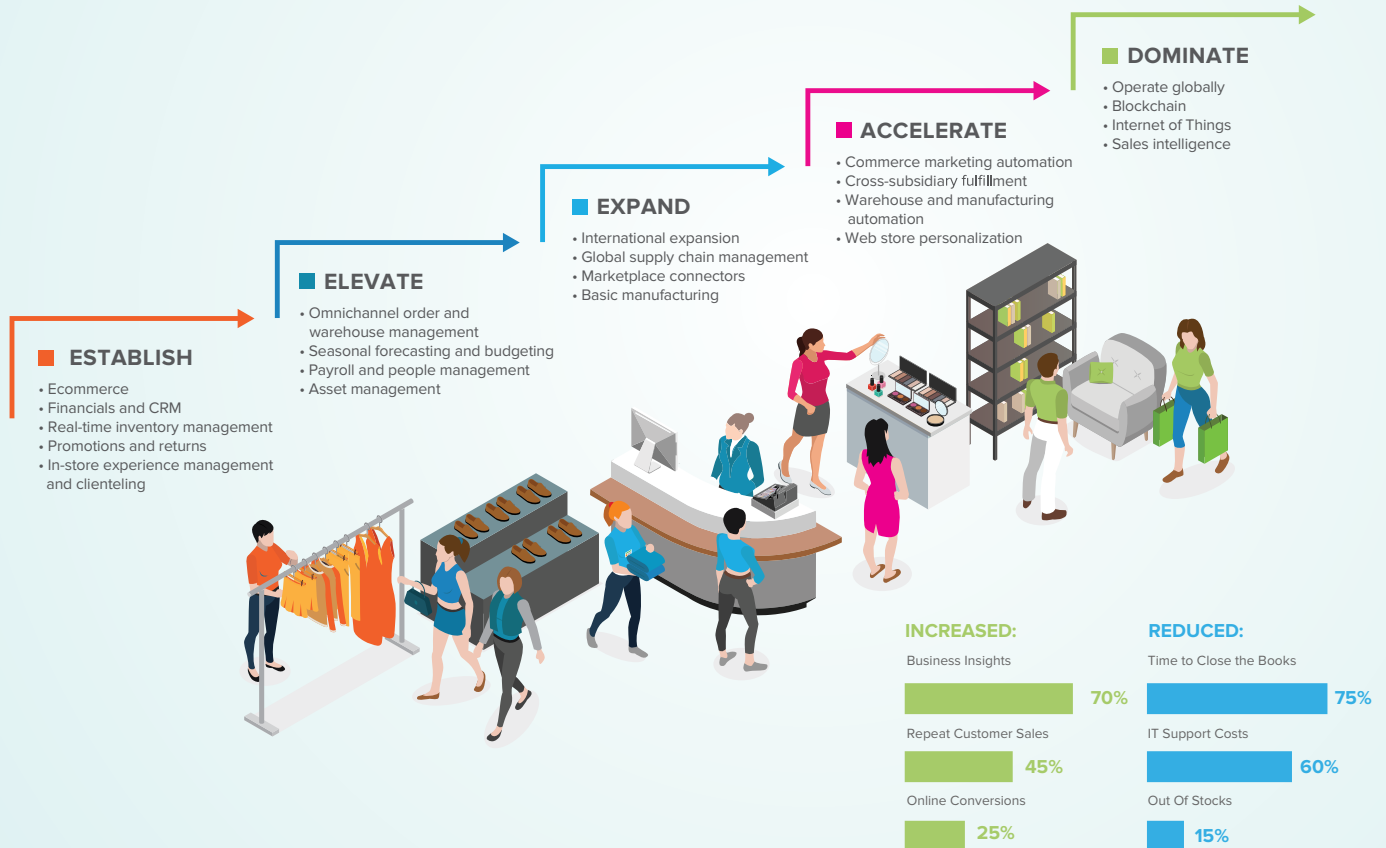 ESTABLISH
• Ecommerce
• Financials and CRM
• Real-time inventory management
• Promotions and returns
• In-store experience management
and clienteling
ELEVATE
• Omnichannel order and
warehouse management
• Seasonal forecasting and budgeting
• Payroll and people management
• Asset management
EXPAND
• International expansion
• Global supply chain management
• Marketplace connectors
• Basic manufacturing
ACCELERATE
• Commerce marketing automation
• Cross-subsidiary fulfillment
• Warehouse and manufacturing
automation
• Web store personalization
DOMINATE
• Operate globally
• Blockchain
• Internet of Things
• Sales intelligence
INCREASED:
Business Insights
70%
Repeat Customer Sales
45%
Online Conversions
25%
REDUCED:
Time to Close the Books
75%
IT Support Costs
60%
Out Of Stocks
15%